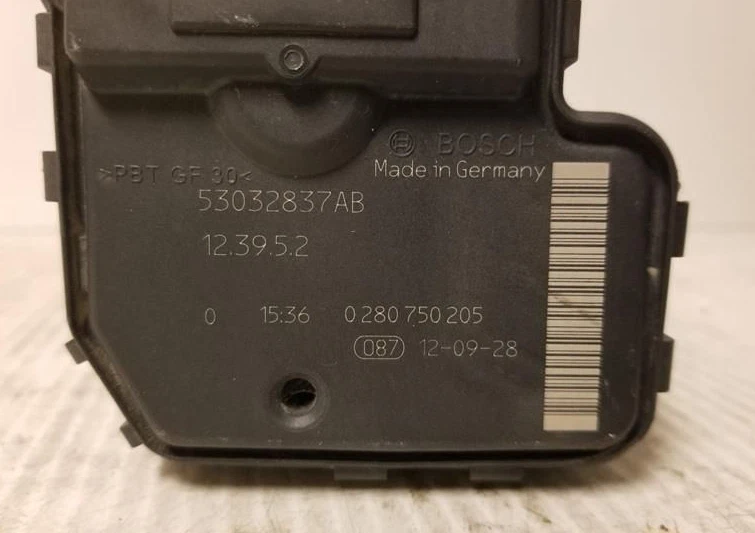 BOSCH
Made in Germany
>PBT GF 30<
53032837AB
12.39.5.2
0 15:36 0 280 750 205
087 12-09-28